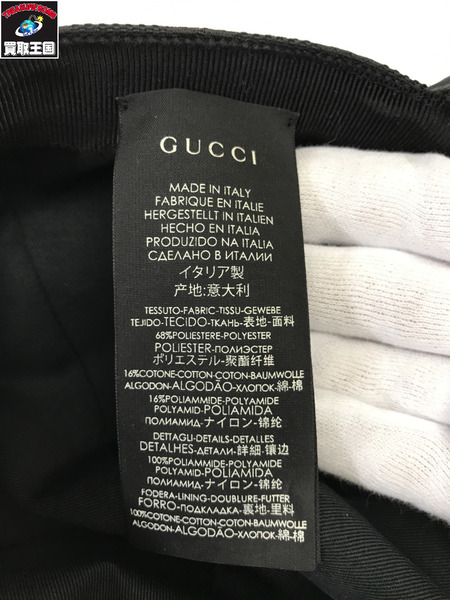 買取王国
GUCCI
MADE IN ITALY
FABRIQUE EN ITALIE
HERGESTELLT IN ITALIEN
HECHO EN ITALIA
PRODUZIDO NA ITALIA
СДЕЛАНО В ИТАЛИИ
イタリア製
产地:意大利
TESSUTO-FABRIC-TISSU-GEWEBE
TEJIDO-TECIDO-ТКАНЬ-表地-面料
68%POLIESTERE-POLYESTER
POLIESTER-ПОЛИЭСТЕР
ポリエステル-聚酯纤维
16%COTONE-COTTON-COTON-BAUMWOLLE
ALGODON-ALGODÃO-ХЛОПОК-綿-棉
16%POLIAMMIDE-POLYAMIDE
POLYAMID-POLIAMIDA
ПОЛИАМИД-ナイロン-锦纶
DETTAGLI-DETAILS-DETALLES
DETALHES-ДЕТАЛИ-詳細-镶边
100%POLIAMMIDE-POLYAMIDE
POLYAMID-POLIAMIDA
ПОЛИАМИД-ナイロン-锦纶
FODERA-LINING-DOUBLURE-FUTTER
FORRO-ПОДКЛАДКА-裏地-里料
100%COTONE-COTTON-COTON-BAUMWOLLE
ALGODON-ALGODÃO-ХЛОПОК-綿-棉